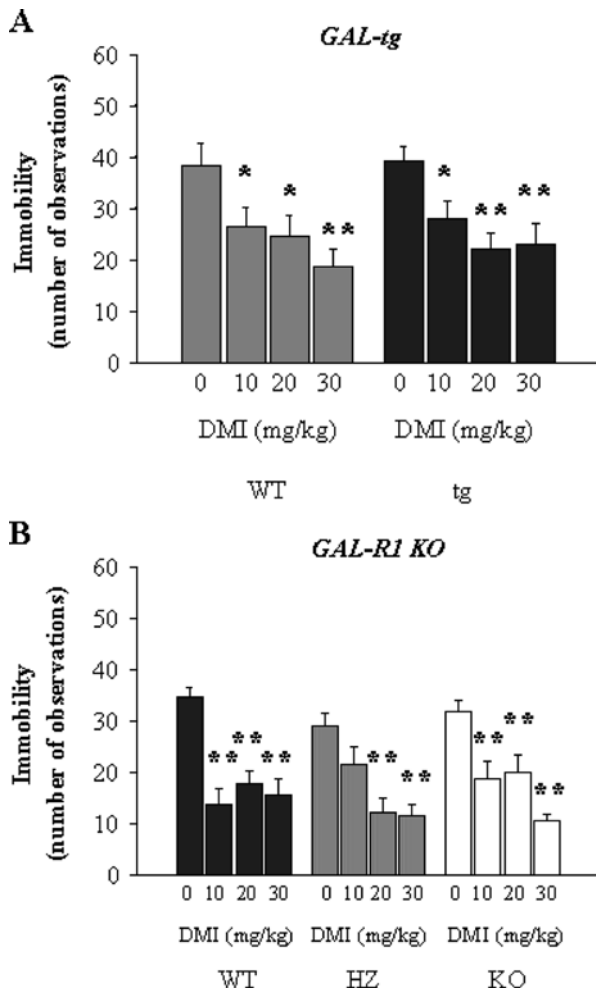 A
GAL-tg
Immobility
(number of observations)
60
50
40
30
20
10
0
* * ** * ** **
0 10 20 30 0 10 20 30
DMI (mg/kg) DMI (mg/kg)
WT tg
B
GAL-R1 KO
Immobility
(number of observations)
60
50
40
30
20
10
0
** ** ** ** ** ** ** **
0 10 20 30 0 10 20 30 0 10 20 30
DMI (mg/kg) DMI (mg/kg) DMI (mg/kg)
WT HZ KO